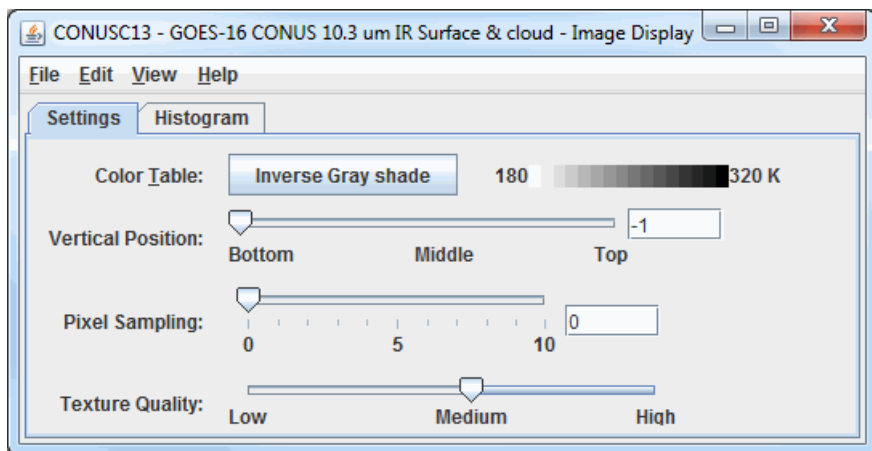 CONUSC13 - GOES-16 CONUS 10.3 um IR Surface & cloud - Image Display
File Edit View Help
Settings Histogram
Color Table: Inverse Gray shade 180 320 K
Vertical Position: -1
Bottom Middle Top
Pixel Sampling: 0
0 5 10
Texture Quality:
Low Medium High